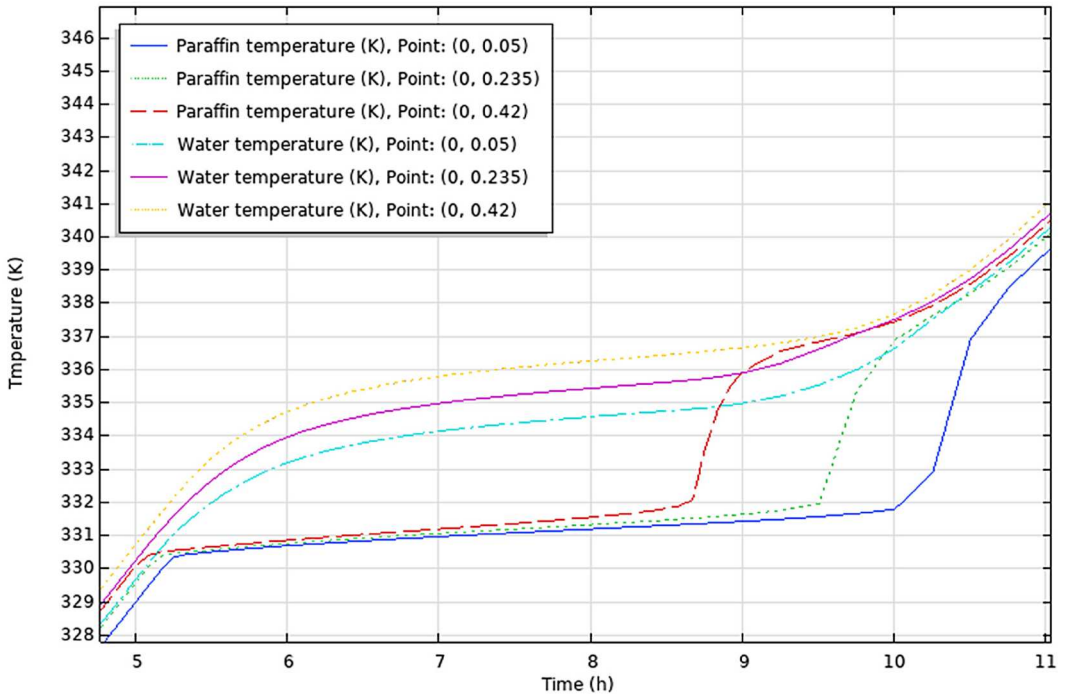 346
345
344
343
342
341
340
339
338
337
336
335
334
333
332
331
330
329
328
Tmperature (K)
Paraffin temperature (K), Point: (0, 0.05)
Paraffin temperature (K), Point: (0, 0.235)
Paraffin temperature (K), Point: (0, 0.42)
Water temperature (K), Point: (0, 0.05)
Water temperature (K), Point: (0, 0.235)
Water temperature (K), Point: (0, 0.42)
5 6 7 8 9 10 11
Time (h)